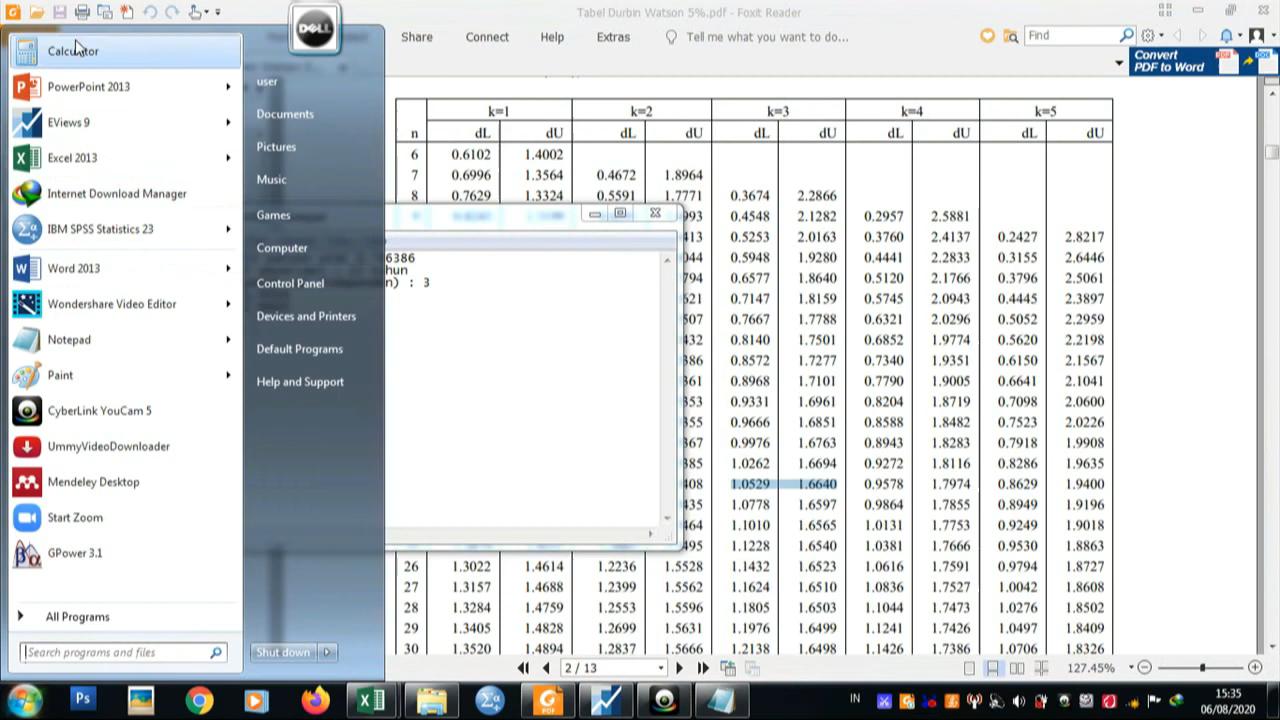 Tabel Durbin Watson 5%.pdf - Foxit Reader
DELL
Share Connect Help Extras Tell me what you want to do... Find
Convert
PDF to Word
Calculator
PowerPoint 2013
EViews 9
Excel 2013
Internet Download Manager
IBM SPSS Statistics 23
Word 2013
Wondershare Video Editor
Notepad
Paint
CyberLink YouCam 5
UmmyVideoDownloader
Mendeley Desktop
Start Zoom
GPower 3.1
All Programs
Search programs and files
user
Documents
Pictures
Music
Games
Computer
Control Panel
Devices and Printers
Default Programs
Help and Support
Shut down
6386
hun
) : 3
k=1 k=2 k=3 k=4 k=5
n dL dU dL dU dL dU dL dU dL dU
6 0.6102 1.4002
7 0.6996 1.3564 0.4672 1.8964
8 0.7629 1.3324 0.5591 1.7771 0.3674 2.2866
993 0.4548 2.1282 0.2957 2.5881
413 0.5253 2.0163 0.3760 2.4137 0.2427 2.8217
044 0.5948 1.9280 0.4441 2.2833 0.3155 2.6446
794 0.6577 1.8640 0.5120 2.1766 0.3796 2.5061
521 0.7147 1.8159 0.5745 2.0943 0.4445 2.3897
507 0.7667 1.7788 0.6321 2.0296 0.5052 2.2959
432 0.8140 1.7501 0.6852 1.9774 0.5620 2.2198
386 0.8572 1.7277 0.7340 1.9351 0.6150 2.1567
361 0.8968 1.7101 0.7790 1.9005 0.6641 2.1041
353 0.9331 1.6961 0.8204 1.8719 0.7098 2.0600
355 0.9666 1.6851 0.8588 1.8482 0.7523 2.0226
367 0.9976 1.6763 0.8943 1.8283 0.7918 1.9908
385 1.0262 1.6694 0.9272 1.8116 0.8286 1.9635
408 1.0529 1.6640 0.9578 1.7974 0.8629 1.9400
435 1.0778 1.6597 0.9864 1.7855 0.8949 1.9196
464 1.1010 1.6565 1.0131 1.7753 0.9249 1.9018
495 1.1228 1.6540 1.0381 1.7666 0.9530 1.8863
26 1.3022 1.4614 1.2236 1.5528 1.1432 1.6523 1.0616 1.7591 0.9794 1.8727
27 1.3157 1.4688 1.2399 1.5562 1.1624 1.6510 1.0836 1.7527 1.0042 1.8608
28 1.3284 1.4759 1.2553 1.5596 1.1805 1.6503 1.1044 1.7473 1.0276 1.8502
29 1.3405 1.4828 1.2699 1.5631 1.1976 1.6499 1.1241 1.7426 1.0497 1.8409
30 1.3520 1.4894 1.2837 1.5666 1.2138 1.6498 1.1426 1.7386 1.0706 1.8326
2 / 13 127.45%
Ps IN 15:35
06/08/2020